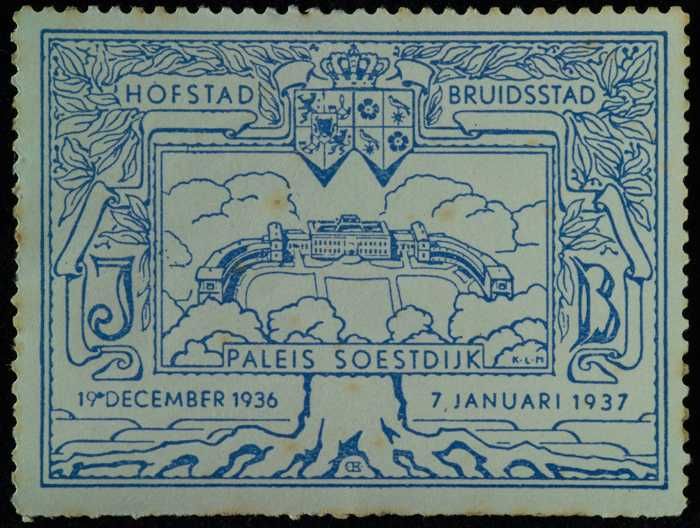 HOFSTAD BRUIDSSTAD
J B
PALEIS SOESTDIJK
K.L.M
19e DECEMBER 1936 7 JANUARI 1937